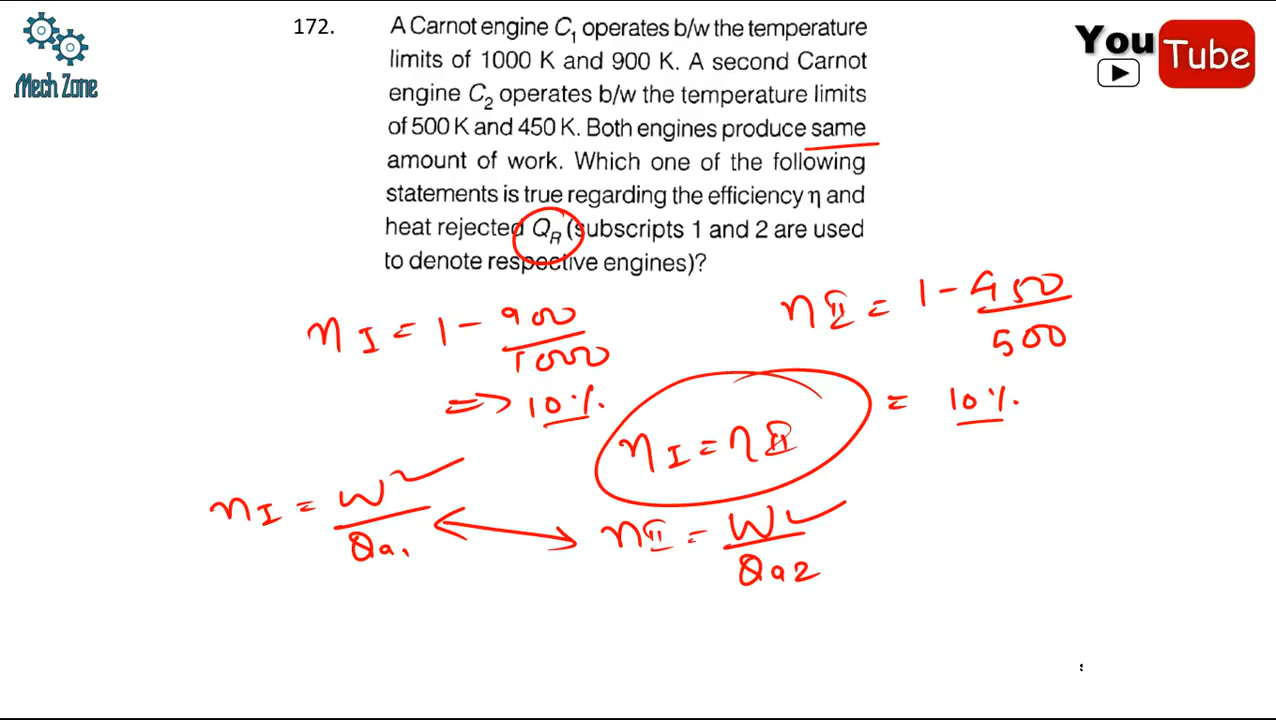 172.
A Carnot engine C₁ operates b/w the temperature
limits of 1000 K and 900 K. A second Carnot
engine C₂ operates b/w the temperature limits
of 500 K and 450 K. Both engines produce same
amount of work. Which one of the following
statements is true regarding the efficiency η and
heat rejected Q_R (subscripts 1 and 2 are used
to denote respective engines)?
You Tube
Mech Zone
η I = 1 - 900/1000
=> 10%.
η II = 1 - 450/500
= 10%.
η I = η II
η I = W/Qa1
η II = W/Qa2
s